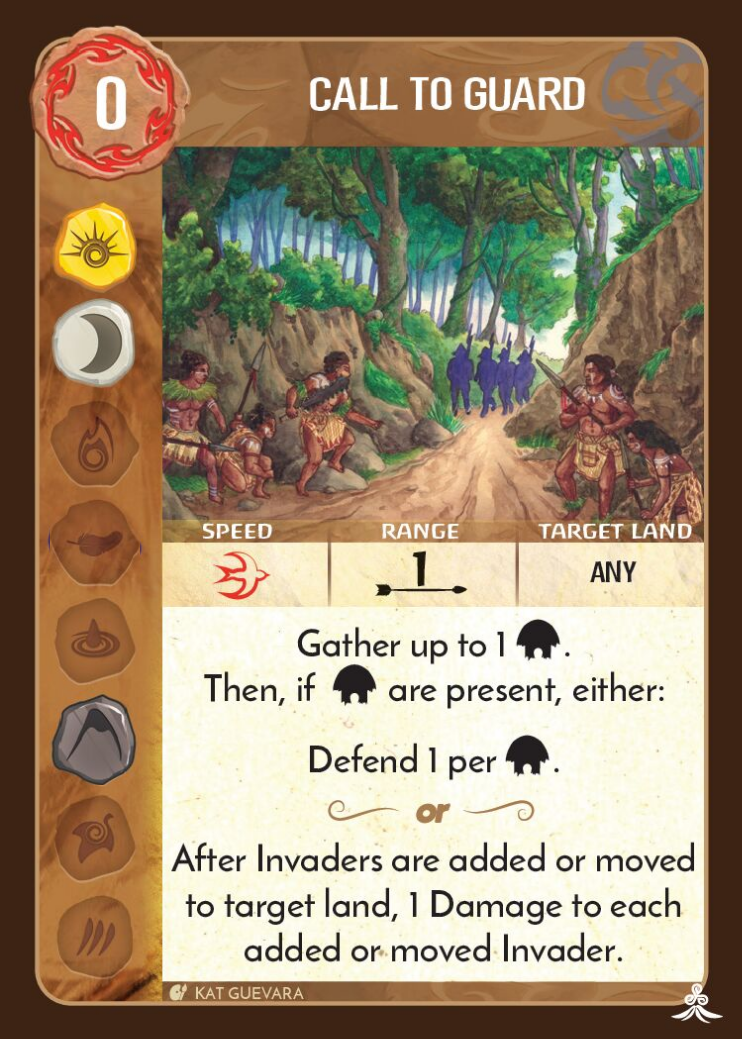 0
CALL TO GUARD
SPEED RANGE TARGET LAND
1 ANY
Gather up to 1 .
Then, if are present, either:
Defend 1 per .
or
After Invaders are added or moved
to target land, 1 Damage to each
added or moved Invader.
KAT GUEVARA